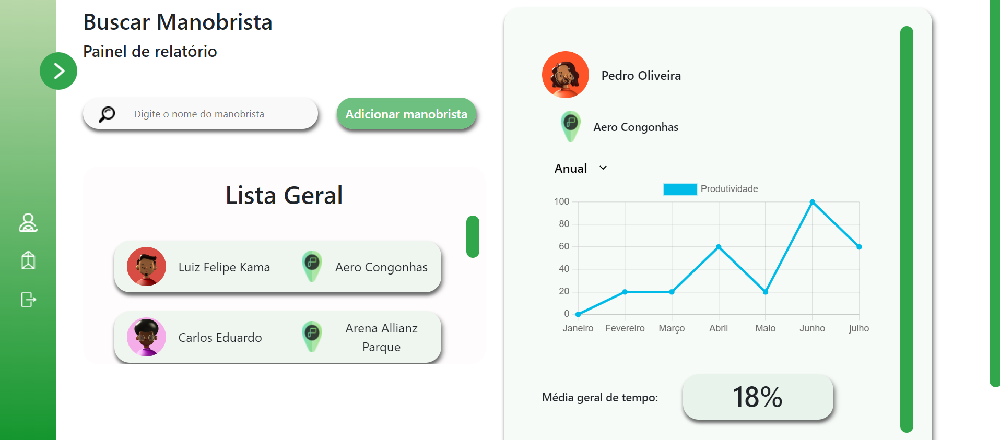 Buscar Manobrista
Painel de relatório
Digite o nome do manobrista
Adicionar manobrista
Lista Geral
Luiz Felipe Kama
Aero Congonhas
Carlos Eduardo
Arena Allianz
Parque
Pedro Oliveira
Aero Congonhas
Anual
Produtividade
100
80
60
40
20
0
Janeiro Fevereiro Março Abril Maio Junho julho
Média geral de tempo:
18%